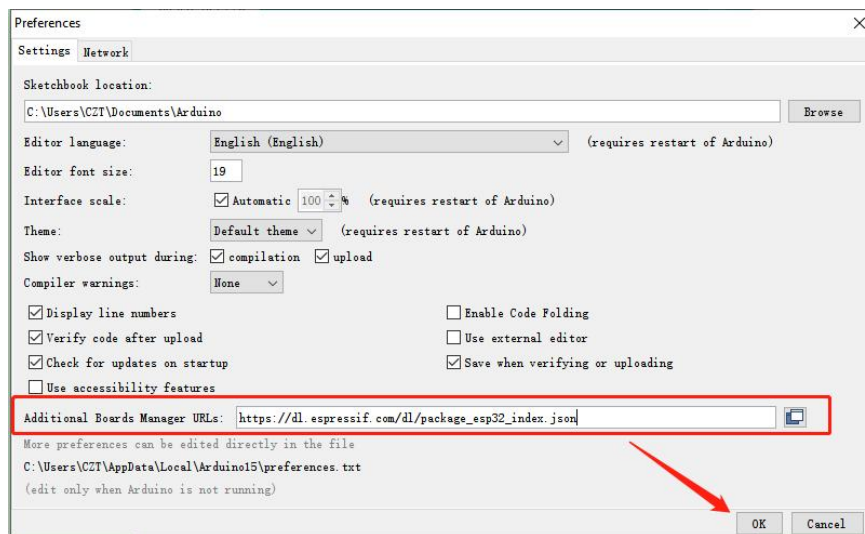 Preferences
Settings Network
Sketchbook location:
C:\Users\CZT\Documents\Arduino Browse
Editor language: English (English) (requires restart of Arduino)
Editor font size: 19
Interface scale: Automatic 100 % (requires restart of Arduino)
Theme: Default theme (requires restart of Arduino)
Show verbose output during: compilation upload
Compiler warnings: None
Display line numbers Enable Code Folding
Verify code after upload Use external editor
Check for updates on startup Save when verifying or uploading
Use accessibility features
Additional Boards Manager URLs: https://dl.espressif.com/dl/package_esp32_index.json
More preferences can be edited directly in the file
C:\Users\CZT\AppData\Local\Arduino15\preferences.txt
(edit only when Arduino is not running)
OK Cancel